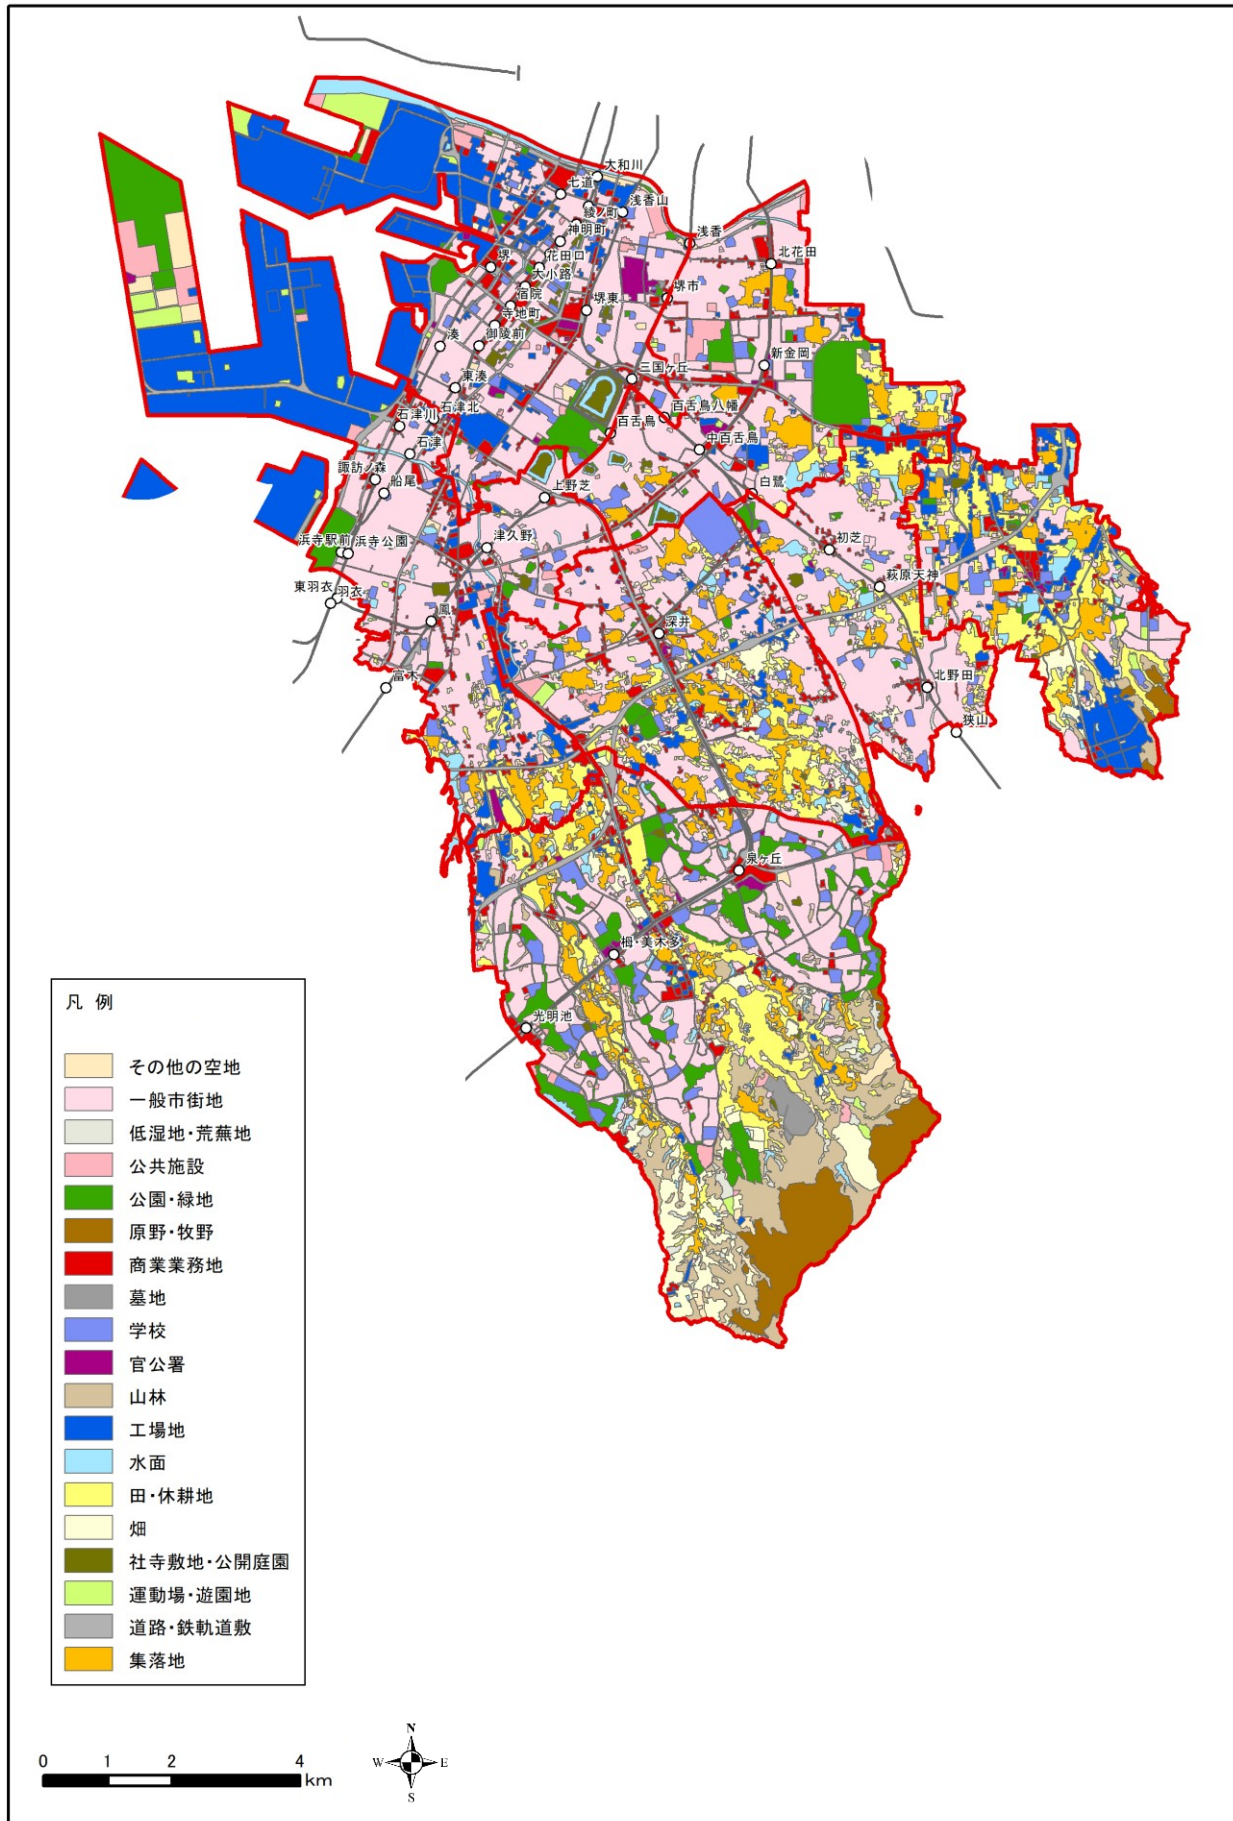 大和川
七道
綾ノ町
浅香山
神明町
浅香
花田口
堺
北花田
大小路
宿院
堺東
堺市
寺地町
湊
御陵前
新金岡
三国ヶ丘
東湊
石津北
石津川
百舌鳥八幡
百舌鳥
中百舌鳥
石津
諏訪ノ森
船尾
上野芝
白鷺
浜寺駅前
浜寺公園
津久野
初芝
東羽衣
羽衣
萩原天神
鳳
深井
富木
北野田
狭山
泉ヶ丘
栂・美木多
光明池
凡 例
その他の空地
一般市街地
低湿地・荒蕪地
公共施設
公園・緑地
原野・牧野
商業業務地
墓地
学校
官公署
山林
工場地
水面
田・休耕地
畑
社寺敷地・公開庭園
運動場・遊園地
道路・鉄軌道敷
集落地
0 1 2 4
km
N
W E
S